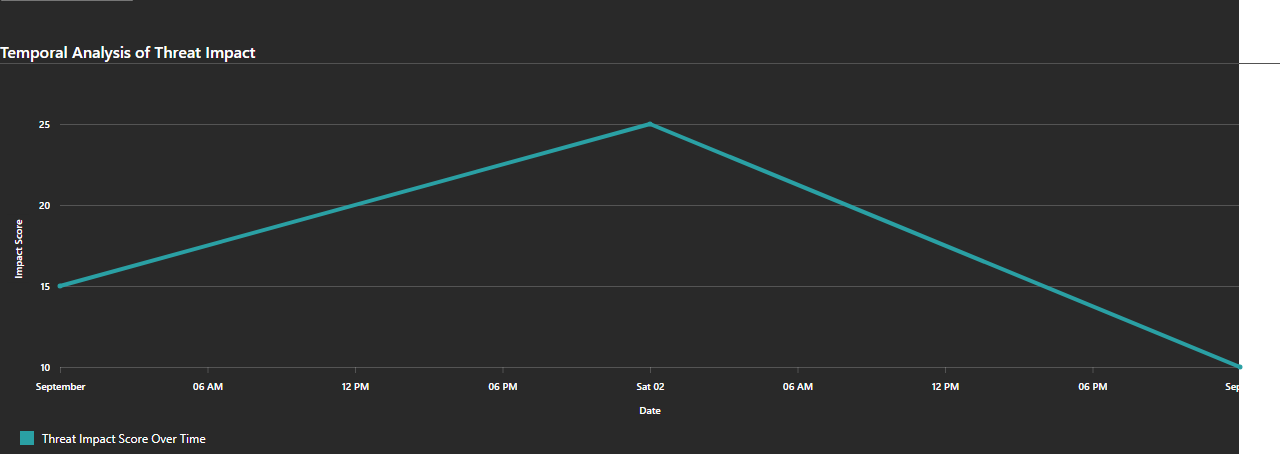 Temporal Analysis of Threat Impact
25
20
15
10
Impact Score
September 06 AM 12 PM 06 PM Sat 02 06 AM 12 PM 06 PM Sep
Date
Threat Impact Score Over Time